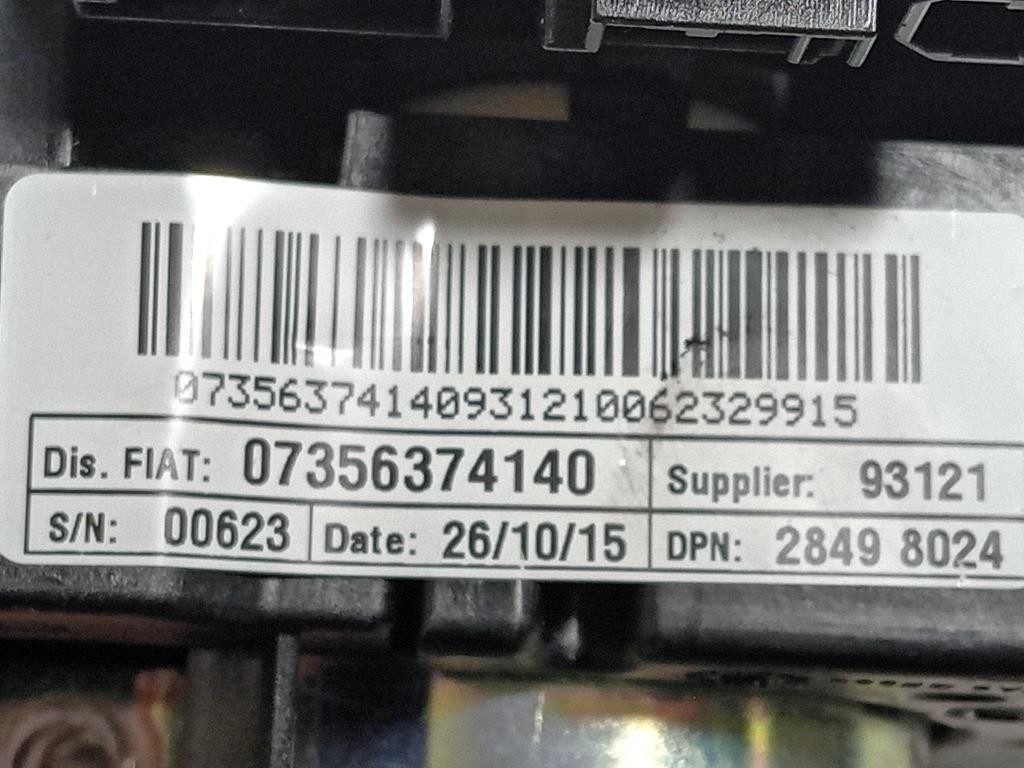 07356374140931210062329915
Dis. FIAT: 07356374140 Supplier: 93121
S/N: 00623 Date: 26/10/15 DPN: 2849 8024